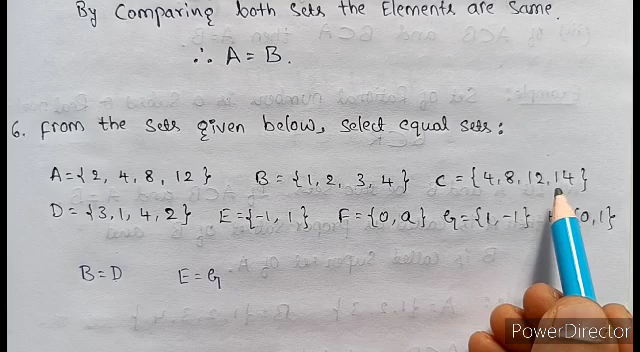 By Comparing both sets the Elements are same.
∴ A = B.
6. From the sets given below, select equal sets:
A = {2, 4, 8, 12} B = {1, 2, 3, 4} C = {4, 8, 12, 14}
D = {3, 1, 4, 2} E = {-1, 1} F = {0, a} G = {1, -1} 0, 1}
B = D E = G
PowerDirector